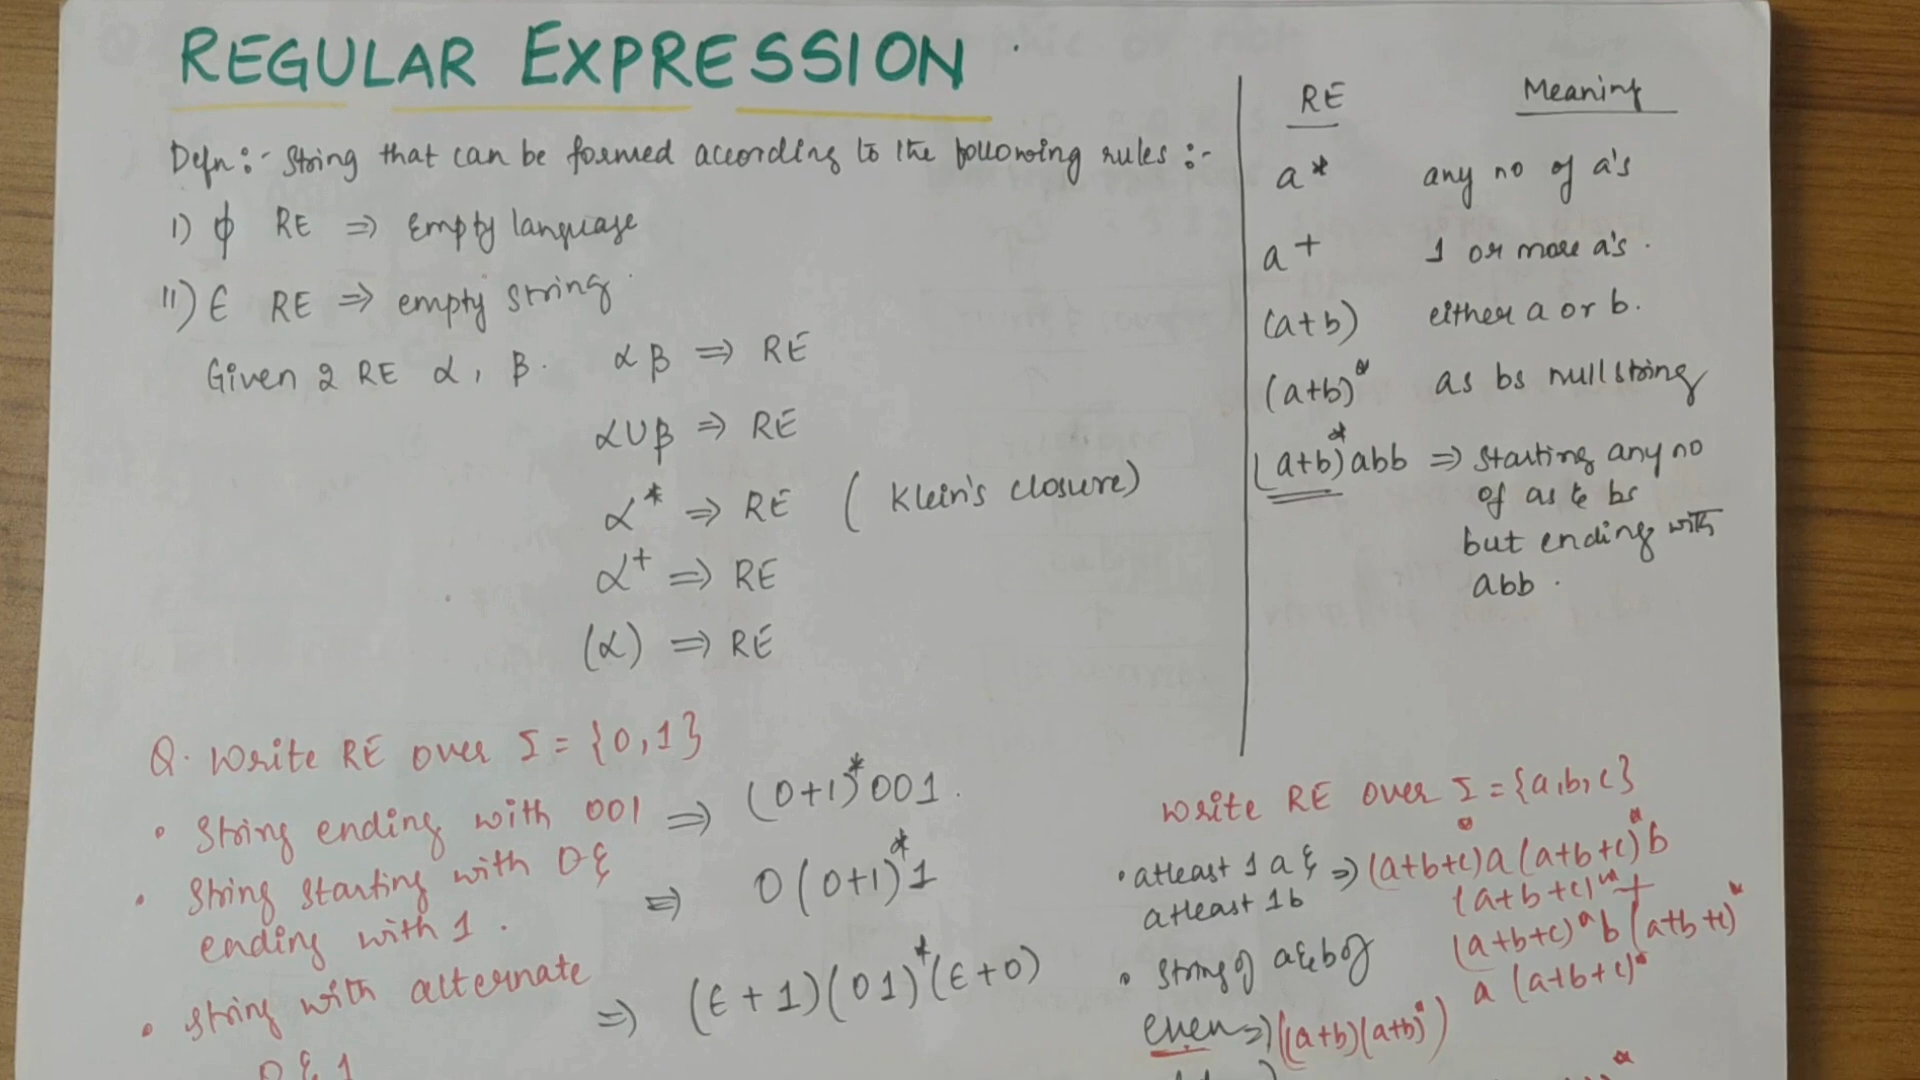 REGULAR EXPRESSION
Defn:- String that can be formed according to the following rules :-
I) ϕ RE ⇒ Empty language
II) ∈ RE ⇒ empty string
Given 2 RE α, β. αβ ⇒ RE
α∪β ⇒ RE
α* ⇒ RE ( Klein's closure)
α+ ⇒ RE
(α) ⇒ RE
RE Meaning
a* any no of a's
a+ 1 or more a's.
(a+b) either a or b.
(a+b)* as bs null string
(a+b)*abb ⇒ starting any no
of as & bs
but ending with
abb.
Q. Write RE over Σ = {0,1}
• String ending with 001 ⇒ (0+1)*001.
• String starting with 0 &
ending with 1. ⇒ 0(0+1)*1
• String with alternate
0 & 1 ⇒ (∈+1)(01)*(∈+0)
Write RE over Σ = {a,b,c}
• atleast 1 a & ⇒ (a+b+c)*a(a+b+c)*b
atleast 1b (a+b+c)*+
(a+b+c)*b(a+b+c)*
a(a+b+c)*
• String of a&b of
even ⇒ ((a+b)(a+b)*)